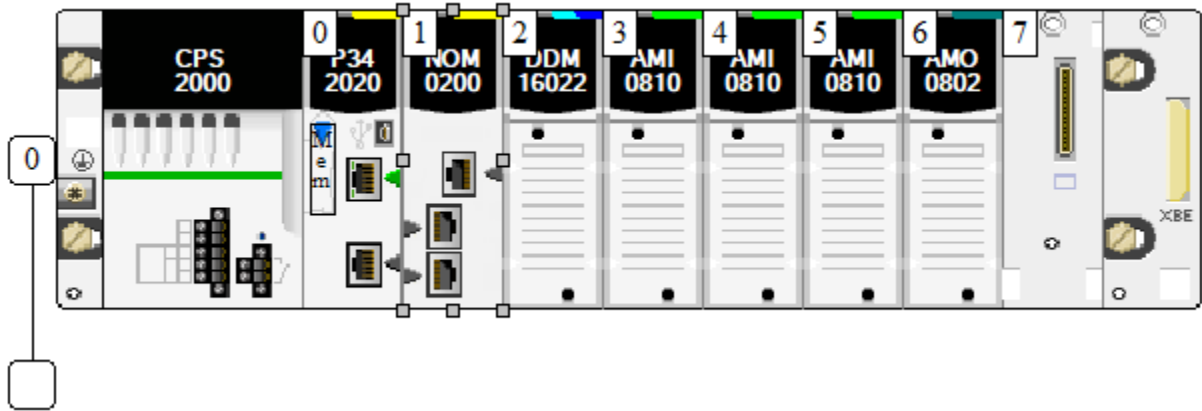 0 1 2 3 4 5 6 7
CPS P34 NOM DDM AMI AMI AMI AMO
2000 2020 0200 16022 0810 0810 0810 0802
Mem
0
XBE